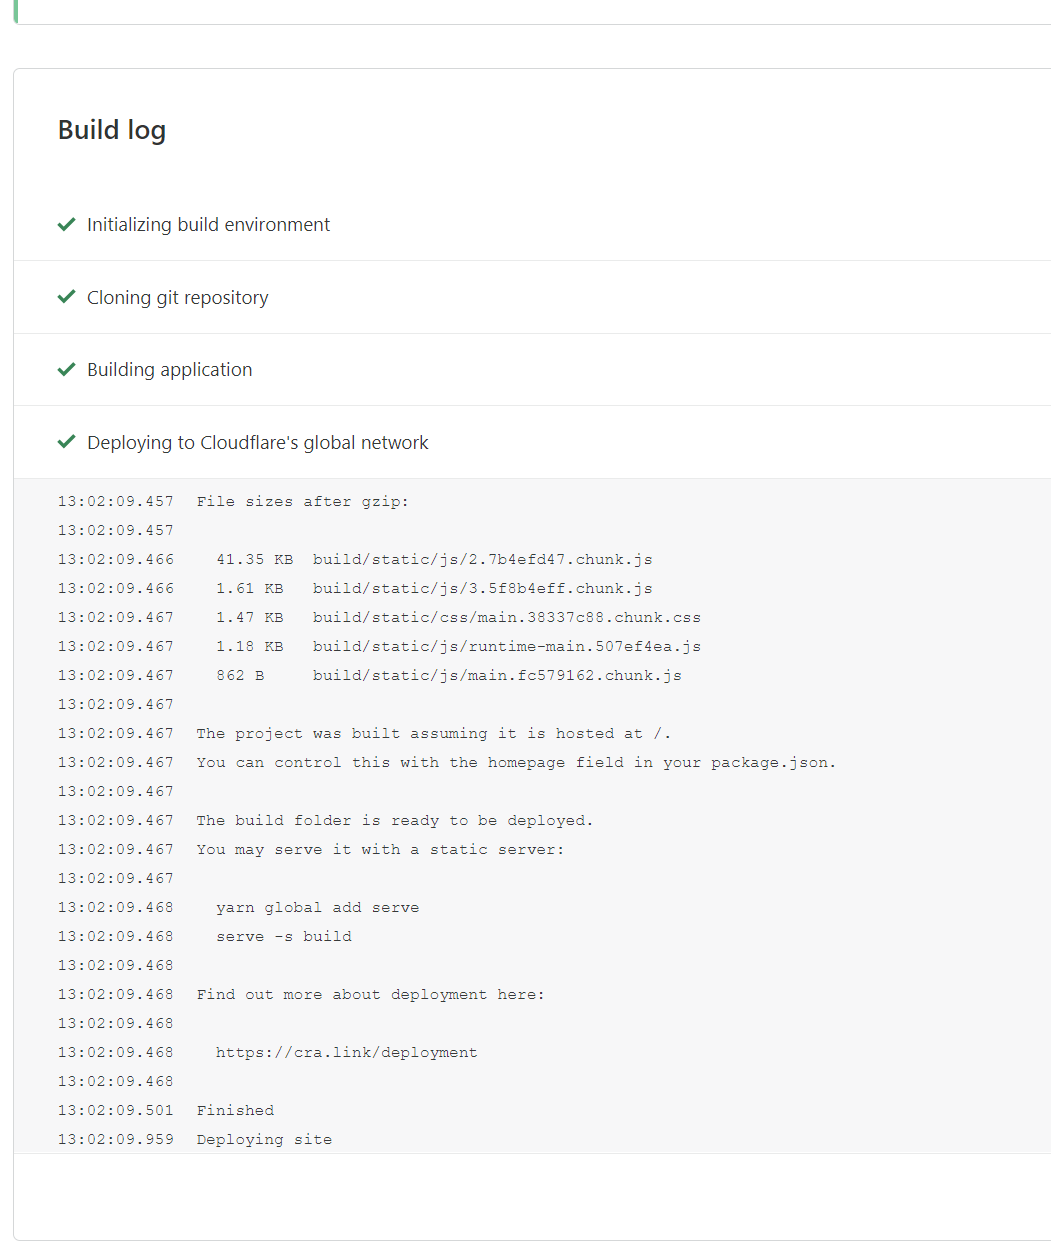 Build log
Initializing build environment
Cloning git repository
Building application
Deploying to Cloudflare's global network
13:02:09.457 File sizes after gzip:
13:02:09.457
13:02:09.466 41.35 KB build/static/js/2.7b4efd47.chunk.js
13:02:09.466 1.61 KB build/static/js/3.5f8b4eff.chunk.js
13:02:09.467 1.47 KB build/static/css/main.38337c88.chunk.css
13:02:09.467 1.18 KB build/static/js/runtime-main.507ef4ea.js
13:02:09.467 862 B build/static/js/main.fc579162.chunk.js
13:02:09.467
13:02:09.467 The project was built assuming it is hosted at /.
13:02:09.467 You can control this with the homepage field in your package.json.
13:02:09.467
13:02:09.467 The build folder is ready to be deployed.
13:02:09.467 You may serve it with a static server:
13:02:09.467
13:02:09.468 yarn global add serve
13:02:09.468 serve -s build
13:02:09.468
13:02:09.468 Find out more about deployment here:
13:02:09.468
13:02:09.468 https://cra.link/deployment
13:02:09.468
13:02:09.501 Finished
13:02:09.959 Deploying site